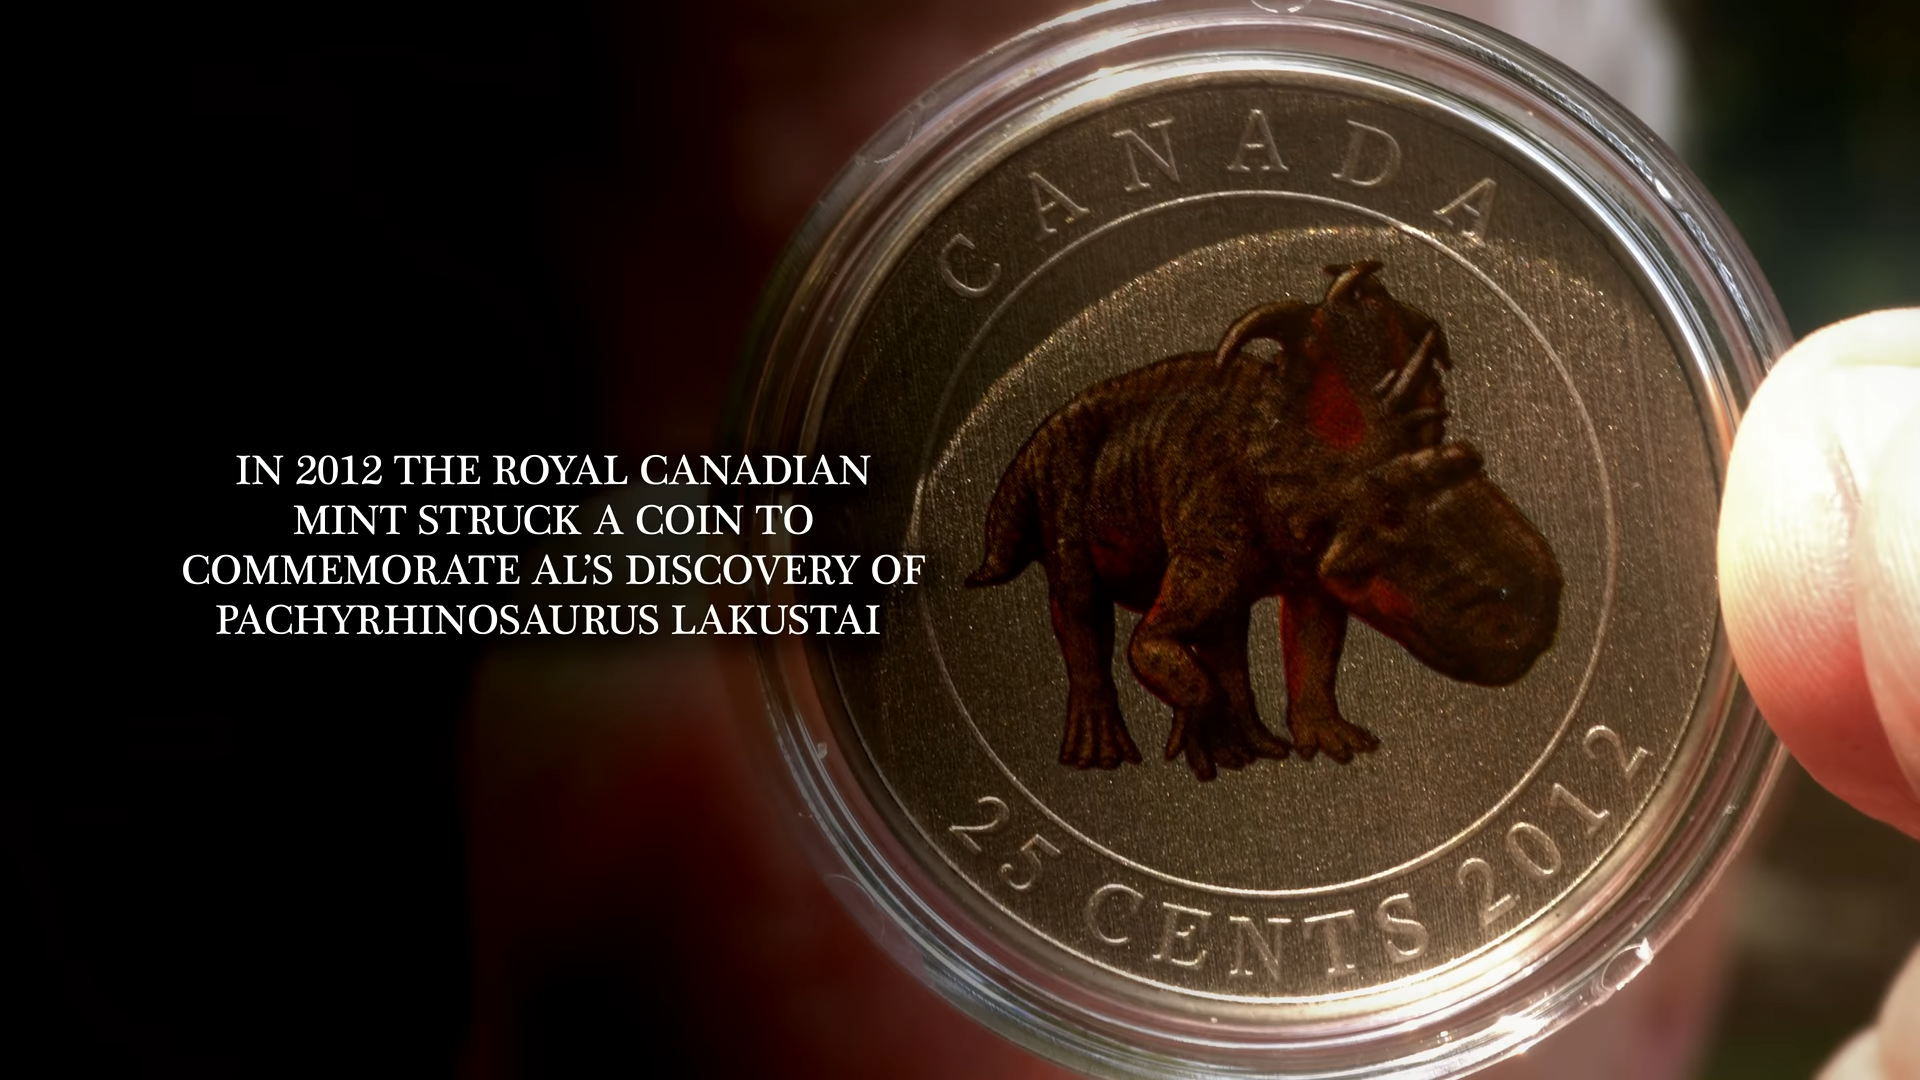 CANADA
IN 2012 THE ROYAL CANADIAN
MINT STRUCK A COIN TO
COMMEMORATE AL’S DISCOVERY OF
PACHYRHINOSAURUS LAKUSTAI
25 CENTS 2012